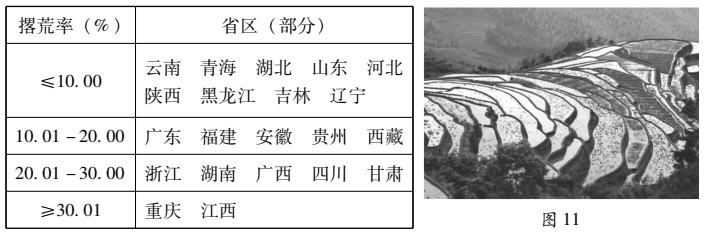 撂荒率（%） 省区（部分）
≤10.00 云南 青海 湖北 山东 河北
陕西 黑龙江 吉林 辽宁
10.01－20.00 广东 福建 安徽 贵州 西藏
20.01－30.00 浙江 湖南 广西 四川 甘肃
≥30.01 重庆 江西
图 11